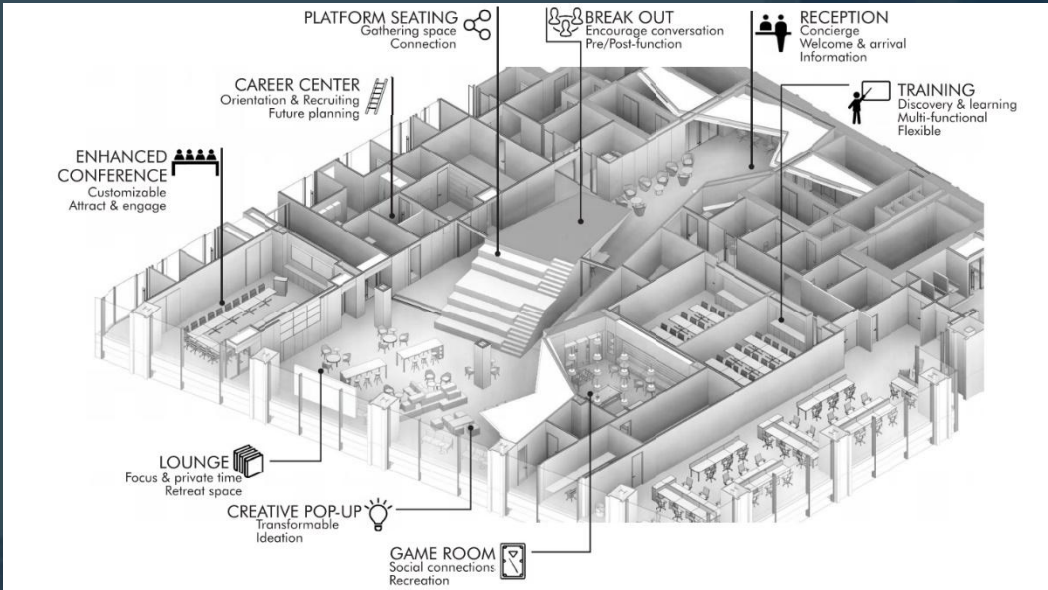 PLATFORM SEATING
Gathering space
Connection
BREAK OUT
Encourage conversation
Pre/Post-function
RECEPTION
Concierge
Welcome & arrival
Information
CAREER CENTER
Orientation & Recruiting
Future planning
TRAINING
Discovery & learning
Multi-functional
Flexible
ENHANCED
CONFERENCE
Customizable
Attract & engage
LOUNGE
Focus & private time
Retreat space
CREATIVE POP-UP
Transformable
Ideation
GAME ROOM
Social connections
Recreation